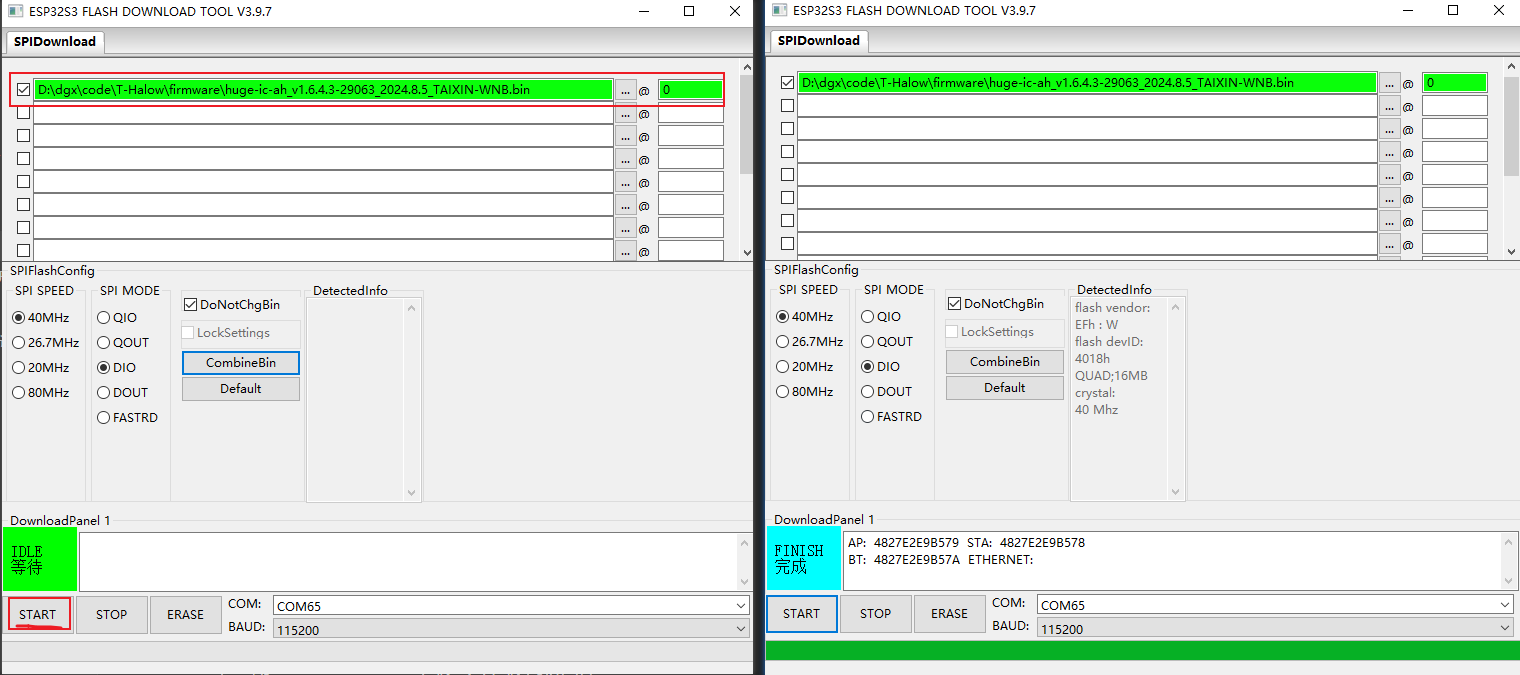 ESP32S3 FLASH DOWNLOAD TOOL V3.9.7
SPIDownload
D:\dgx\code\T-Halow\firmware\huge-ic-ah_v1.6.4.3-29063_2024.8.5_TAIXIN-WNB.bin ... @ 0
... @
... @
... @
... @
... @
... @
... @
SPIFlashConfig
SPI SPEED
40MHz
26.7MHz
20MHz
80MHz
SPI MODE
QIO
QOUT
DIO
DOUT
FASTRD
DoNotChgBin
LockSettings
CombineBin
Default
DetectedInfo
DownloadPanel 1
IDLE
等待
START STOP ERASE
COM: COM65
BAUD: 115200
ESP32S3 FLASH DOWNLOAD TOOL V3.9.7
SPIDownload
D:\dgx\code\T-Halow\firmware\huge-ic-ah_v1.6.4.3-29063_2024.8.5_TAIXIN-WNB.bin ... @ 0
... @
... @
... @
... @
... @
... @
... @
SPIFlashConfig
SPI SPEED
40MHz
26.7MHz
20MHz
80MHz
SPI MODE
QIO
QOUT
DIO
DOUT
FASTRD
DoNotChgBin
LockSettings
CombineBin
Default
DetectedInfo
flash vendor:
EFh : W
flash devID:
4018h
QUAD;16MB
crystal:
40 Mhz
DownloadPanel 1
FINISH
完成
AP: 4827E2E9B579 STA: 4827E2E9B578
BT: 4827E2E9B57A ETHERNET:
START STOP ERASE
COM: COM65
BAUD: 115200